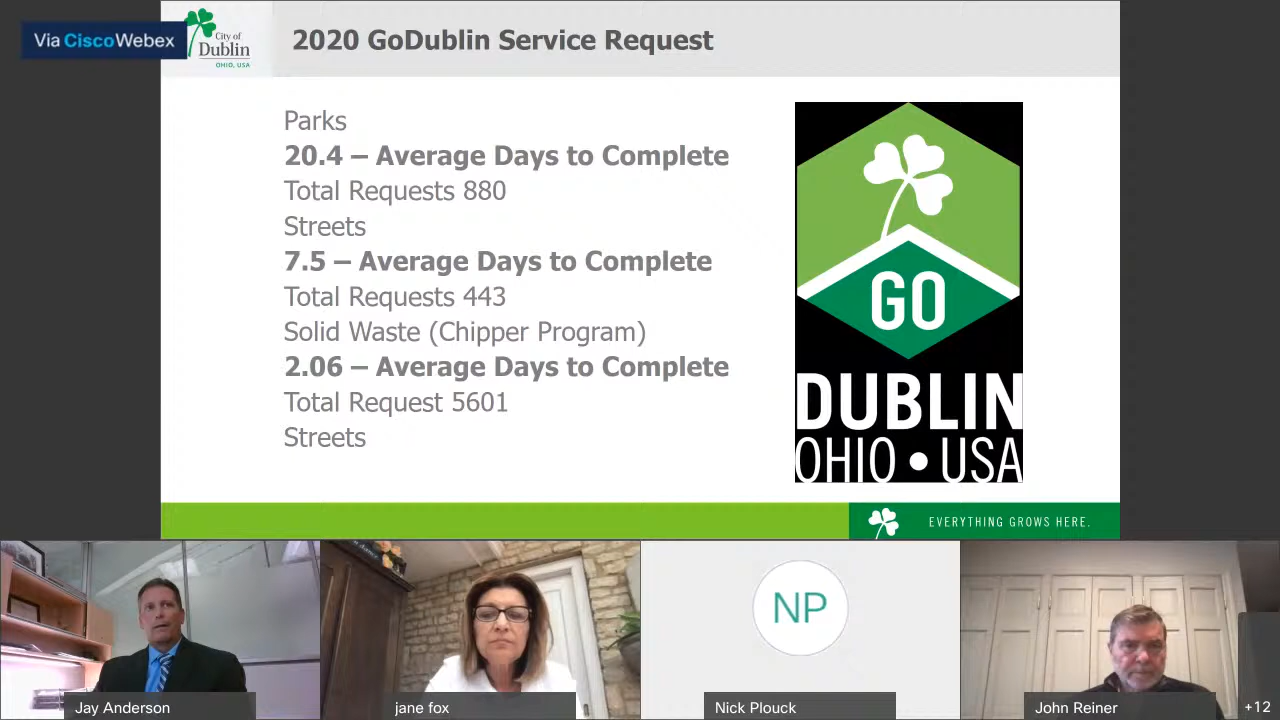 Via CiscoWebex
City of
Dublin
OHIO, USA
2020 GoDublin Service Request
Parks
20.4 – Average Days to Complete
Total Requests 880
Streets
7.5 – Average Days to Complete
Total Requests 443
Solid Waste (Chipper Program)
2.06 – Average Days to Complete
Total Request 5601
Streets
GO
DUBLIN
OHIO • USA
EVERYTHING GROWS HERE.
NP
Jay Anderson
jane fox
Nick Plouck
John Reiner
+12